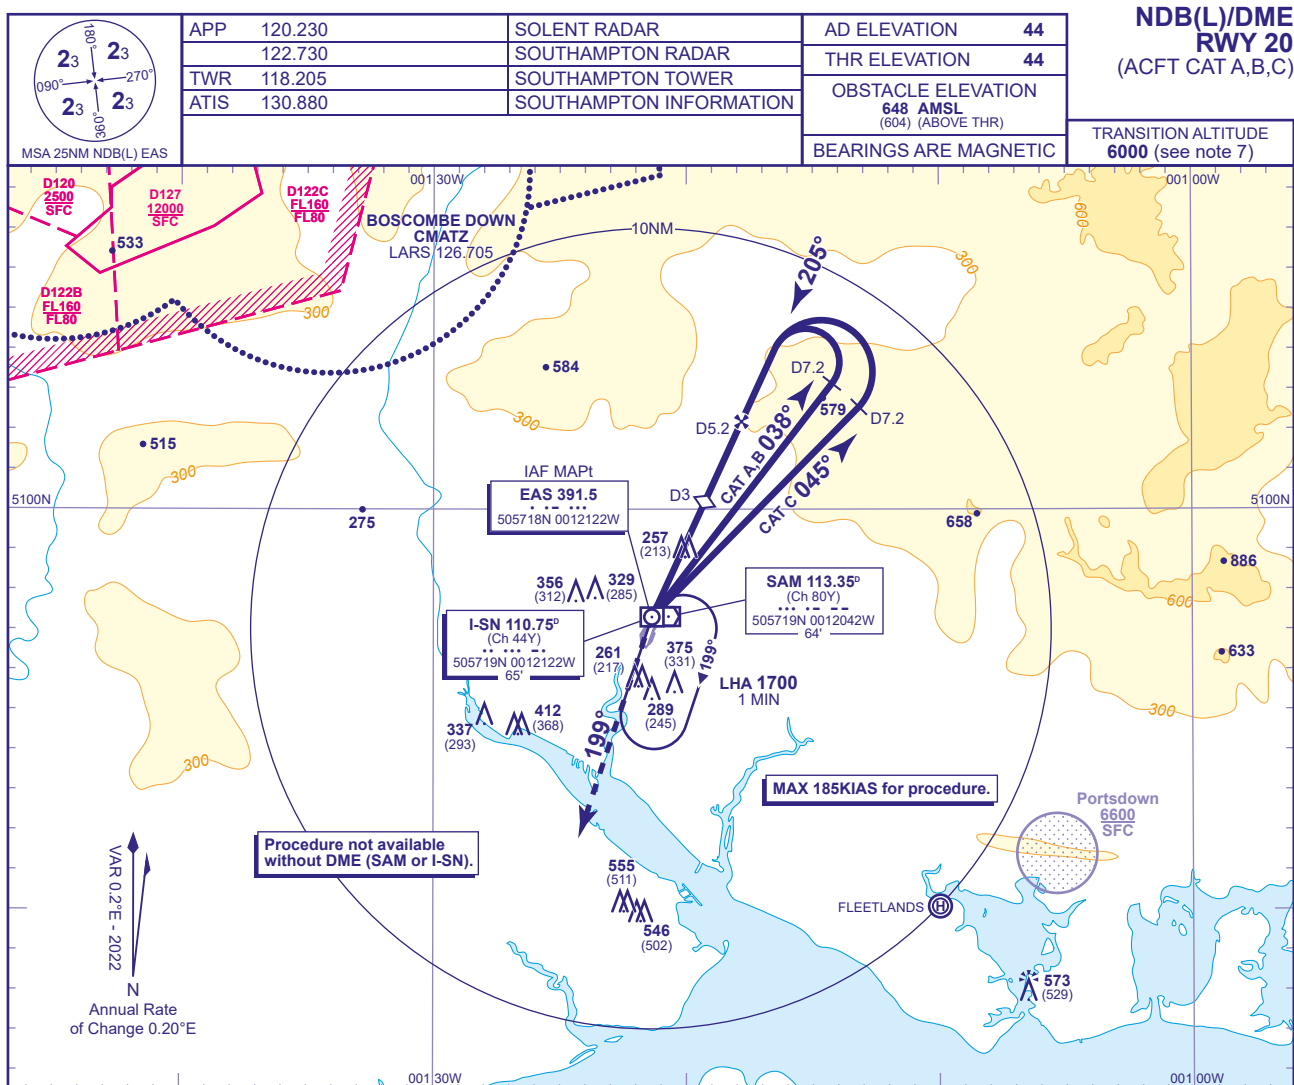 NDB(L)/DME
RWY 20
(ACFT CAT A,B,C)
180°
270°
090°
360°
23
23
23
23
MSA 25NM NDB(L) EAS
APP 120.230 SOLENT RADAR
122.730 SOUTHAMPTON RADAR
TWR 118.205 SOUTHAMPTON TOWER
ATIS 130.880 SOUTHAMPTON INFORMATION
AD ELEVATION 44
THR ELEVATION 44
OBSTACLE ELEVATION
648 AMSL
(604) (ABOVE THR)
BEARINGS ARE MAGNETIC
TRANSITION ALTITUDE
6000 (see note 7)
001 30W
001 00W
D120
2500
SFC
D127
12000
SFC
D122C
FL160
FL80
533
D122B
FL160
FL80
BOSCOMBE DOWN
CMATZ
LARS 126.705
10NM
205°
600
300
300
584
300
D7.2
579
D7.2
D5.2
CAT A,B 038°
CAT C 045°
515
300
IAF MAPt
EAS 391.5
505718N 0012122W
D3
5100N
5100N
275
658
257
(213)
886
600
356
(312)
329
(285)
SAM 113.35D
(Ch 80Y)
505719N 0012042W
64'
I-SN 110.75D
(Ch 44Y)
505719N 0012122W
65'
261
(217)
375
(331)
199°
633
LHA 1700
1 MIN
289
(245)
300
337
(293)
412
(368)
199°
300
MAX 185KIAS for procedure.
Portsdown
6600
SFC
Procedure not available
without DME (SAM or I-SN).
VAR 0.2°E - 2022
N
Annual Rate
of Change 0.20°E
555
(511)
546
(502)
FLEETLANDS
H
573
(529)
001 30W
001 00W